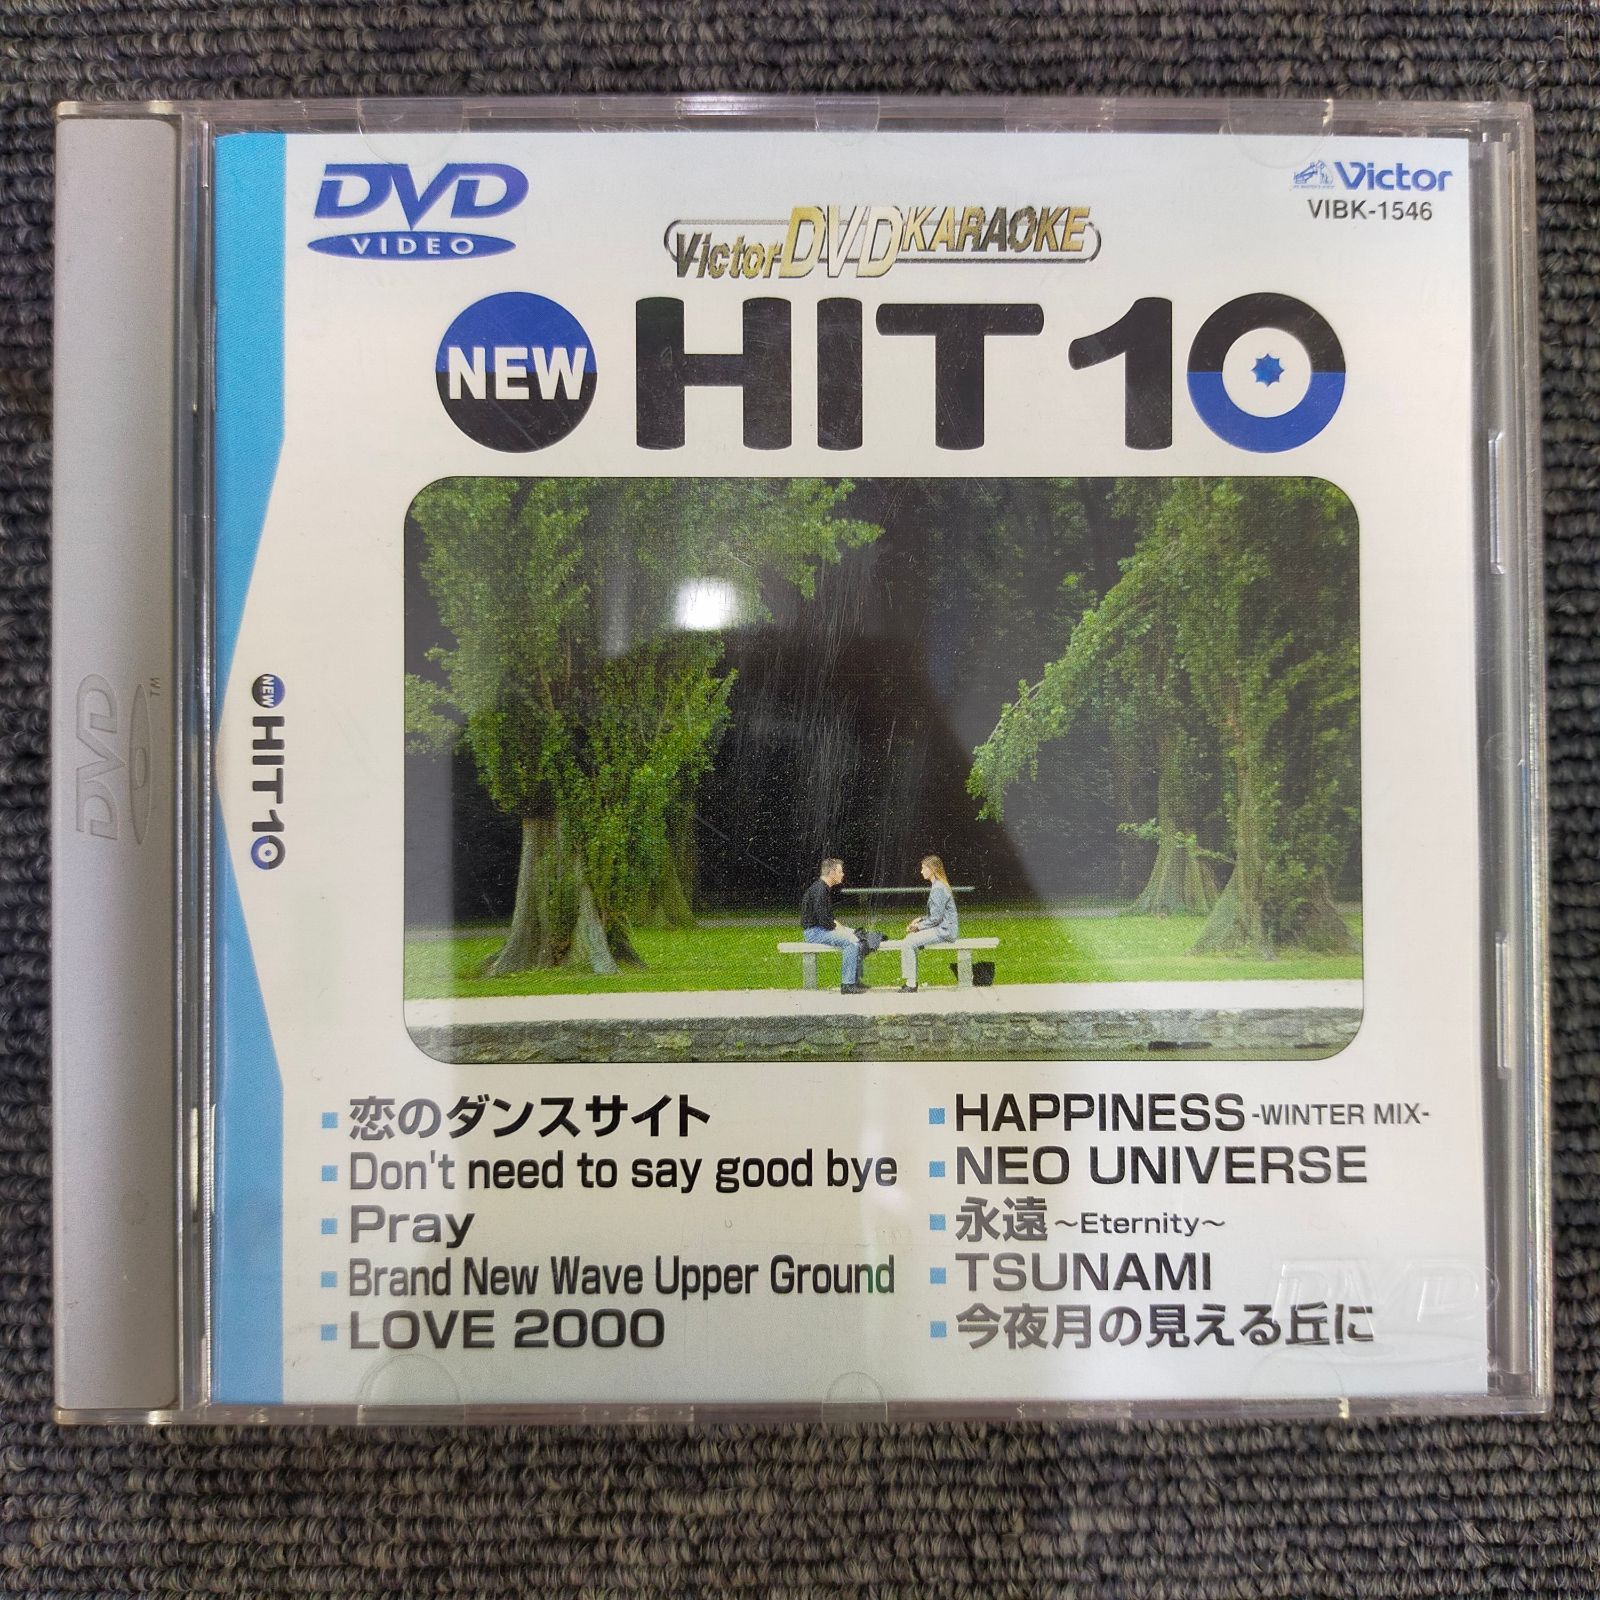 DVD
VIDEO
Victor DVD KARAOKE
Victor
VIBK-1546
NEW HIT 10
DVD
TM
NEW HIT 10
恋のダンスサイト
Don't need to say good bye
Pray
Brand New Wave Upper Ground
LOVE 2000
HAPPINESS -WINTER MIX-
NEO UNIVERSE
永遠～Eternity～
TSUNAMI
今夜月の見える丘に
DVD